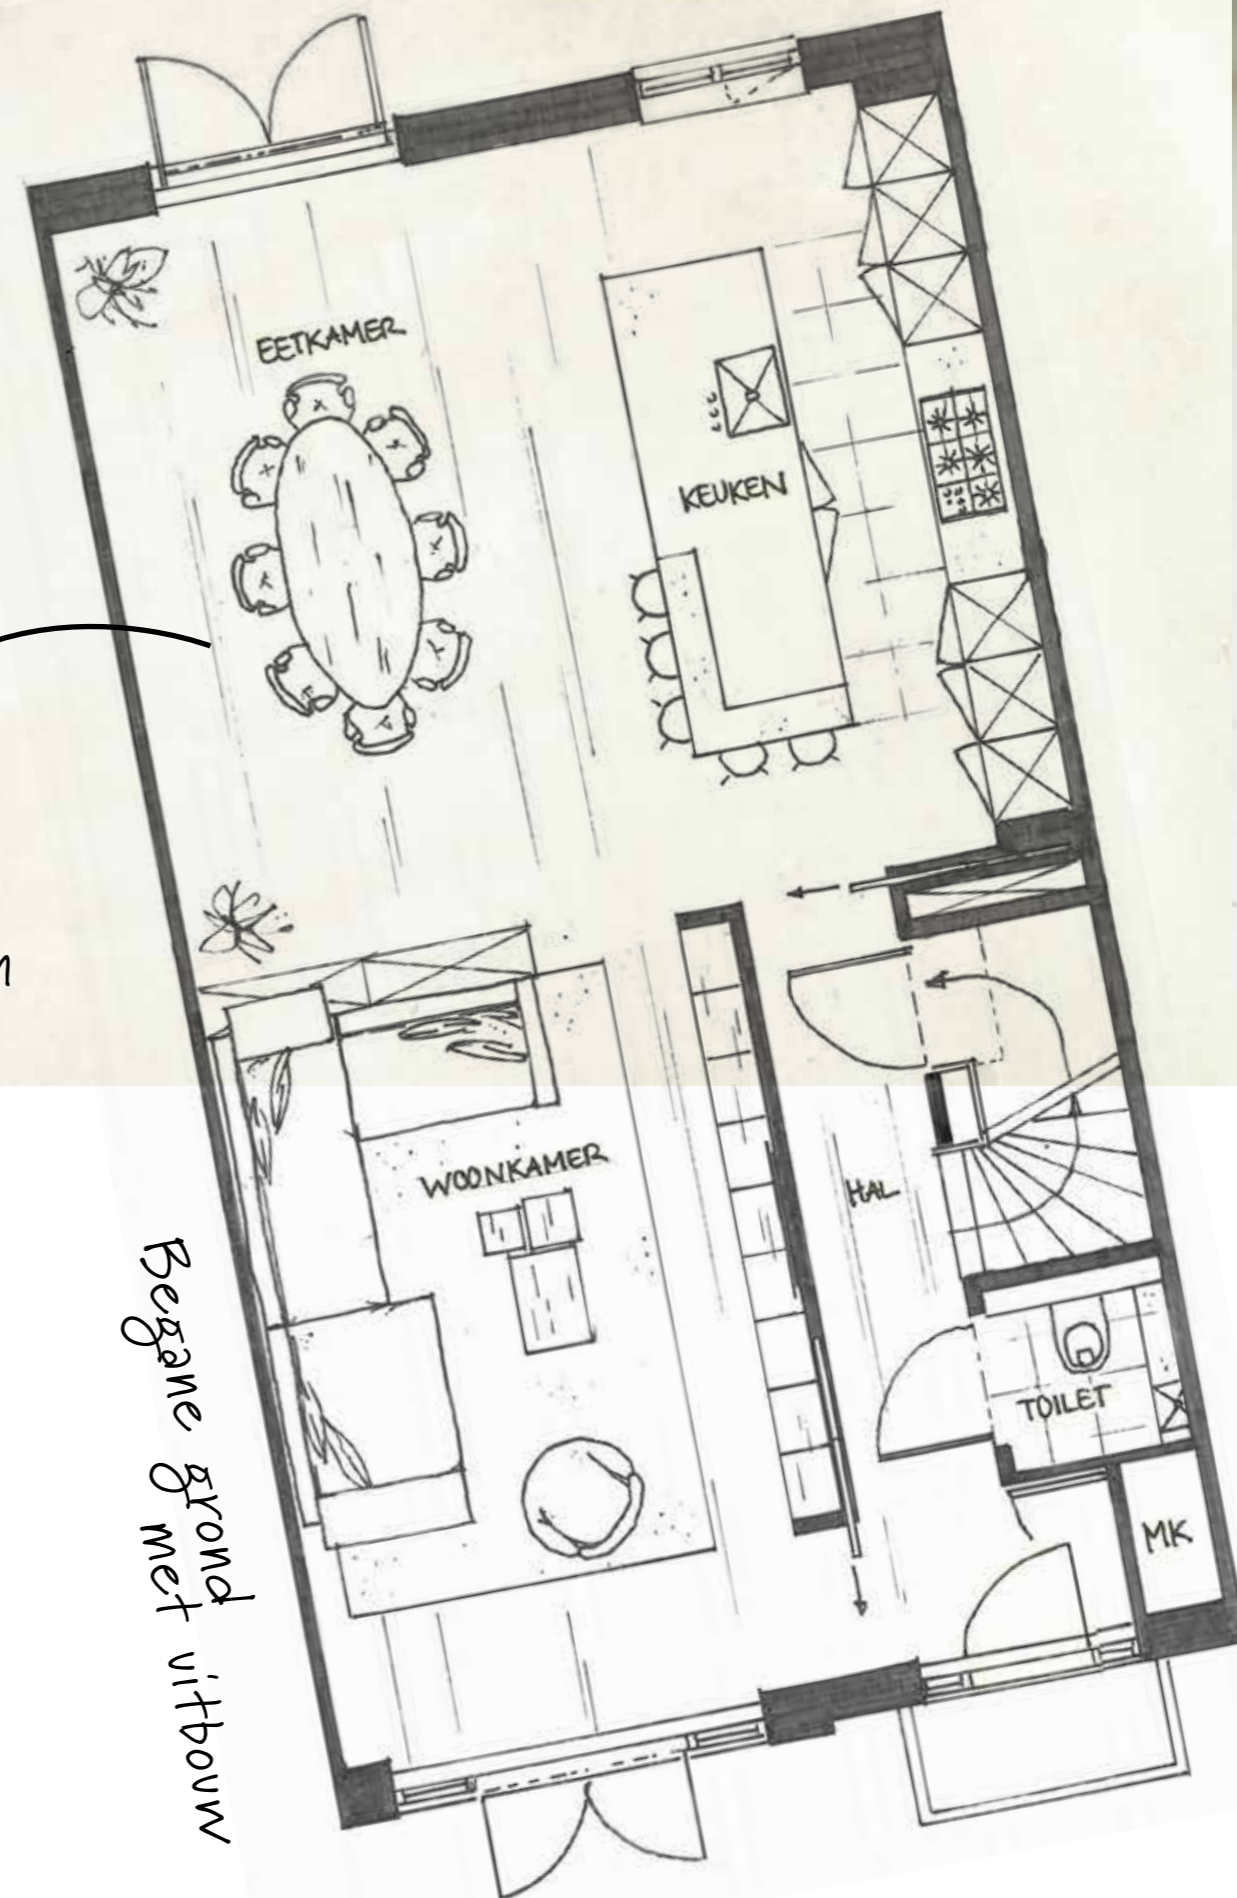 EETKAMER
KEUKEN
n
WOONKAMER
HAL
TOILET
MK
Begane grond
met uitbouw